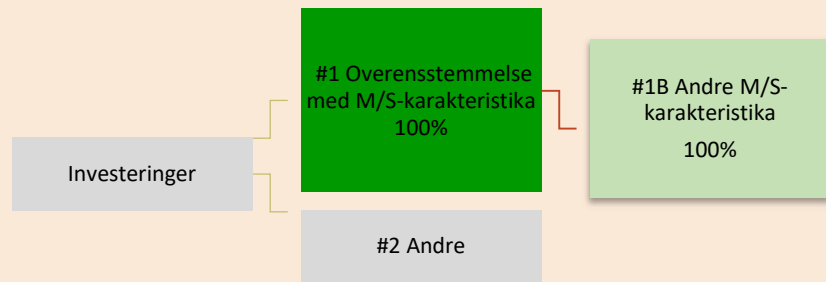 Investeringer
#1 Overensstemmelse
med M/S-karakteristika
100%
#2 Andre
#1B Andre M/S-
karakteristika
100%